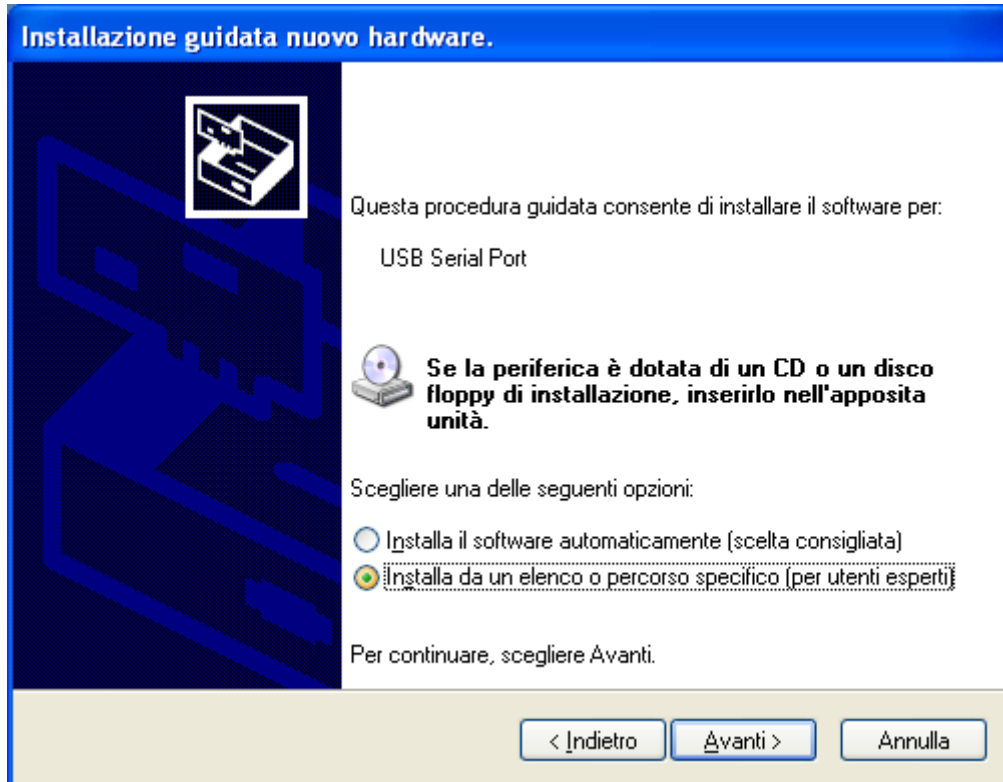 Installazione guidata nuovo hardware.
Questa procedura guidata consente di installare il software per:
USB Serial Port
Se la periferica è dotata di un CD o un disco
floppy di installazione, inserirlo nell'apposita
unità.
Scegliere una delle seguenti opzioni:
Installa il software automaticamente (scelta consigliata)
Installa da un elenco o percorso specifico (per utenti esperti)
Per continuare, scegliere Avanti.
< Indietro Avanti > Annulla